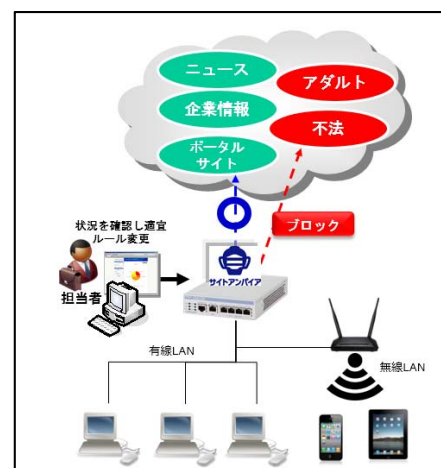 ニュース
アダルト
企業情報
不法
ポータル
サイト
ブロック
状況を確認し適宜
ルール変更
サイトアンパイア
担当者
有線LAN
無線LAN